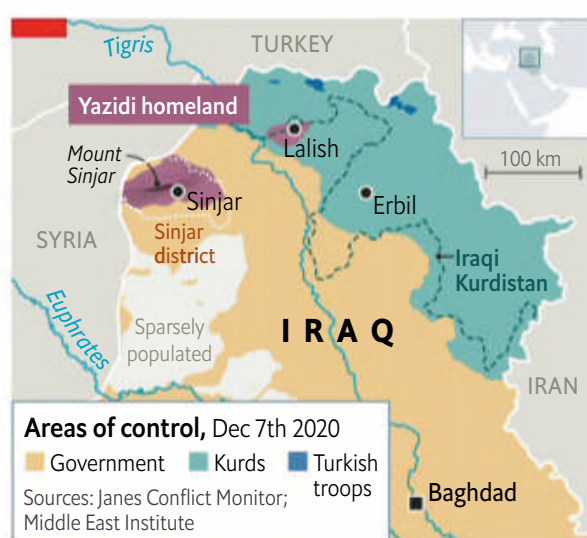 Tigris
TURKEY
Yazidi homeland
Lalish
Mount
Sinjar
100 km
Sinjar
Erbil
SYRIA
Sinjar
district
Iraqi
Kurdistan
Euphrates
Sparsely
populated
IRAQ
IRAN
Areas of control, Dec 7th 2020
Government
Kurds
Turkish
troops
Sources: Janes Conflict Monitor;
Middle East Institute
Baghdad